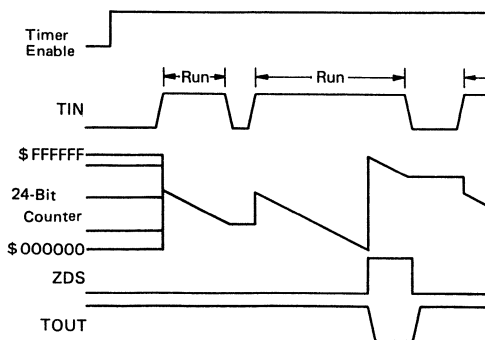 Timer
Enable
Run
Run
TIN
$FFFFFF
24-Bit
Counter
$000000
ZDS
TOUT